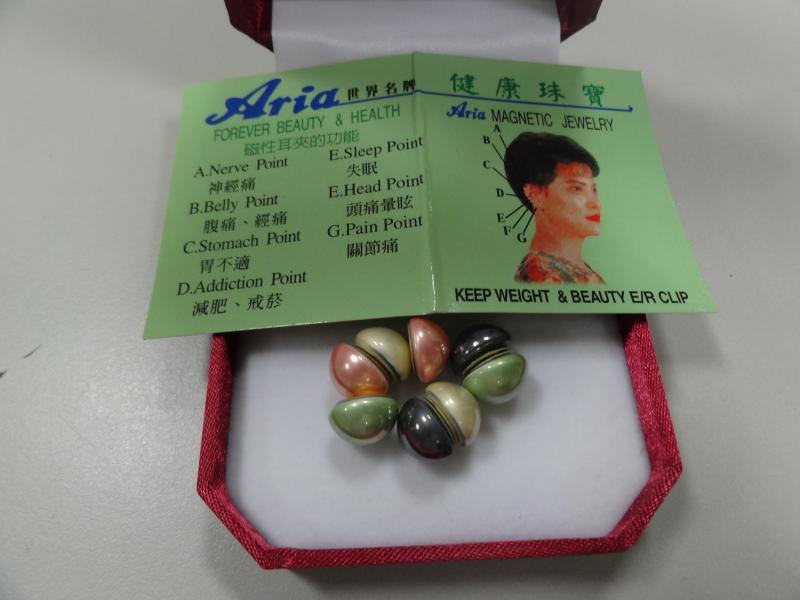 Aria 世界名牌
FOREVER BEAUTY & HEALTH
磁性耳夾的功能
A.Nerve Point
神經痛
B.Belly Point
腹痛、經痛
C.Stomach Point
胃不適
D.Addiction Point
減肥、戒菸
E.Sleep Point
失眠
E.Head Point
頭痛暈眩
G.Pain Point
關節痛
健康珠寶
Aria MAGNETIC JEWELRY
A
B
C
D
E
F
G
KEEP WEIGHT & BEAUTY E/R CLIP